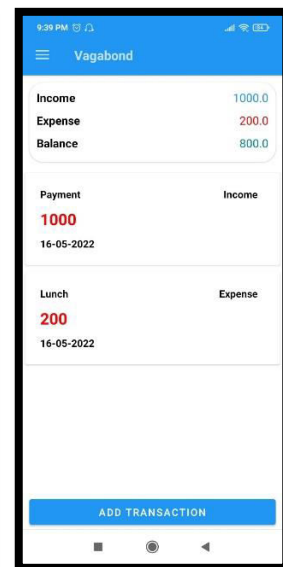 9:39 PM
Vagabond
Income 1000.0
Expense 200.0
Balance 800.0
Payment Income
1000
16-05-2022
Lunch Expense
200
16-05-2022
ADD TRANSACTION